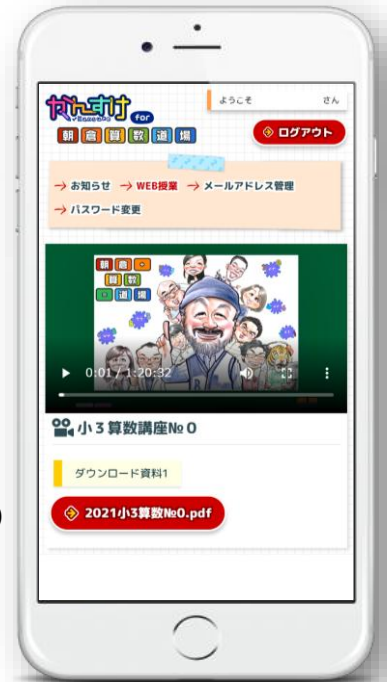 かんすけ for
朝倉算数道場
ようこそ さん
ログアウト
→ お知らせ → WEB授業 → メールアドレス管理
→ パスワード変更
朝倉
算数
道場
0:01 / 1:20:32
小3算数講座№0
ダウンロード資料1
2021小3算数№0.pdf
)